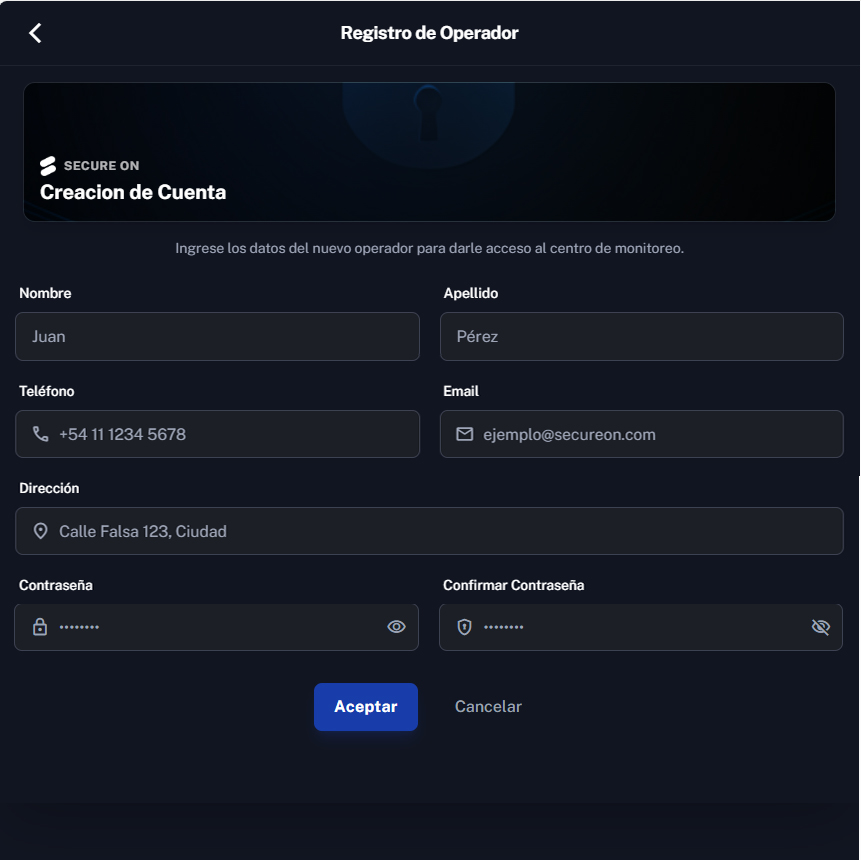 Registro de Operador
SECURE ON
Creacion de Cuenta
Ingrese los datos del nuevo operador para darle acceso al centro de monitoreo.
Nombre
Apellido
Juan
Pérez
Teléfono
Email
+54 11 1234 5678
ejemplo@secureon.com
Dirección
Calle Falsa 123, Ciudad
Contraseña
Confirmar Contraseña
••••••••
••••••••
Aceptar
Cancelar